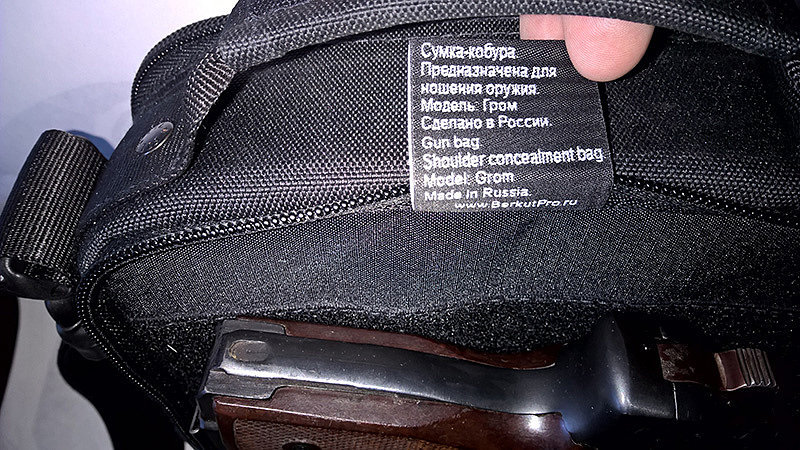 Сумка-кобура.
Предназначена для
ношения оружия.
Модель: Гром
Сделано в России.
Gun bag
Shoulder concealment bag.
Model: Grom
Made in Russia.
www.BerkutPro.ru